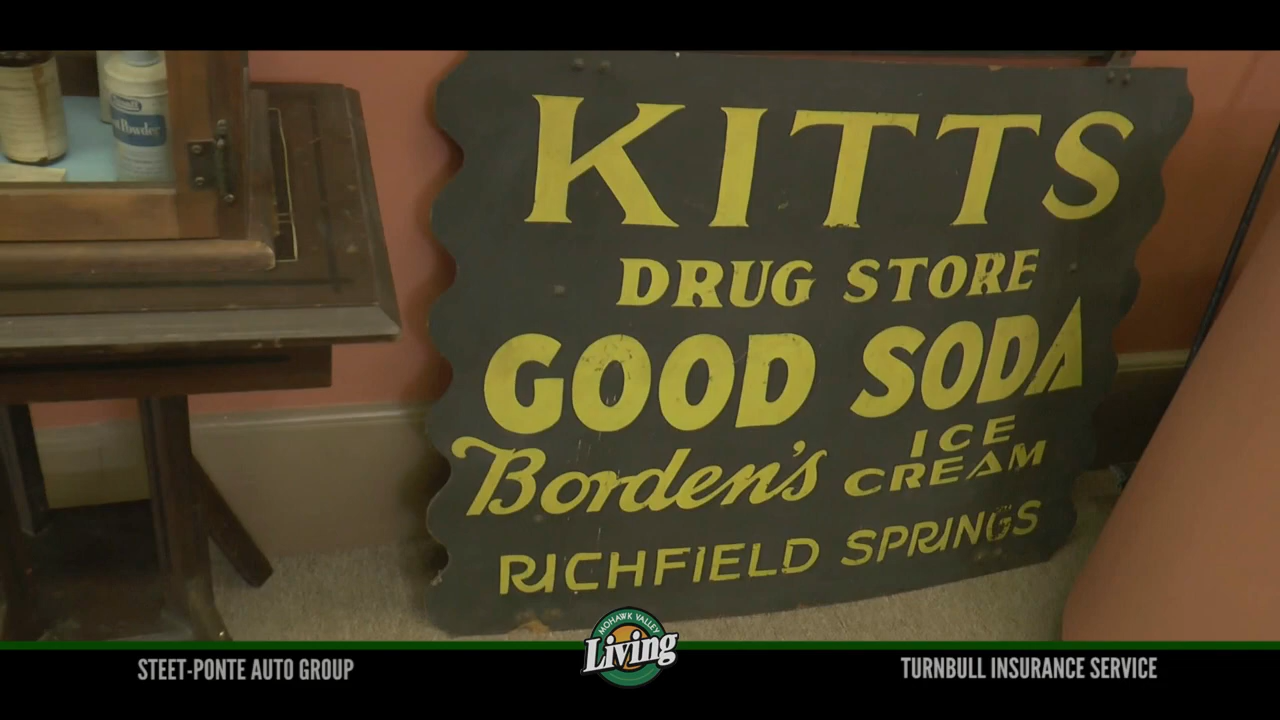 Powder
KITTS
DRUG STORE
GOOD SODA
Borden's ICE CREAM
RICHFIELD SPRINGS
MOHAWK VALLEY
Living
STEET-PONTE AUTO GROUP
TURNBULL INSURANCE SERVICE